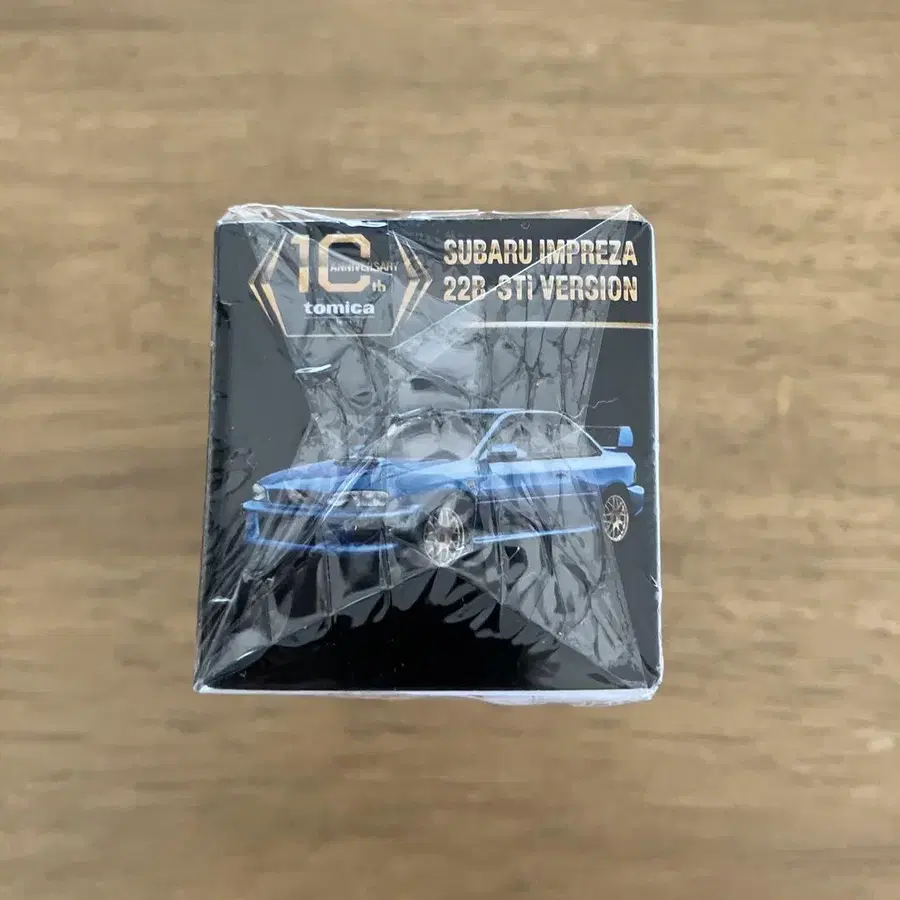 10th
ANNIVERSARY
tomica
SUBARU IMPREZA
22B-STi VERSION